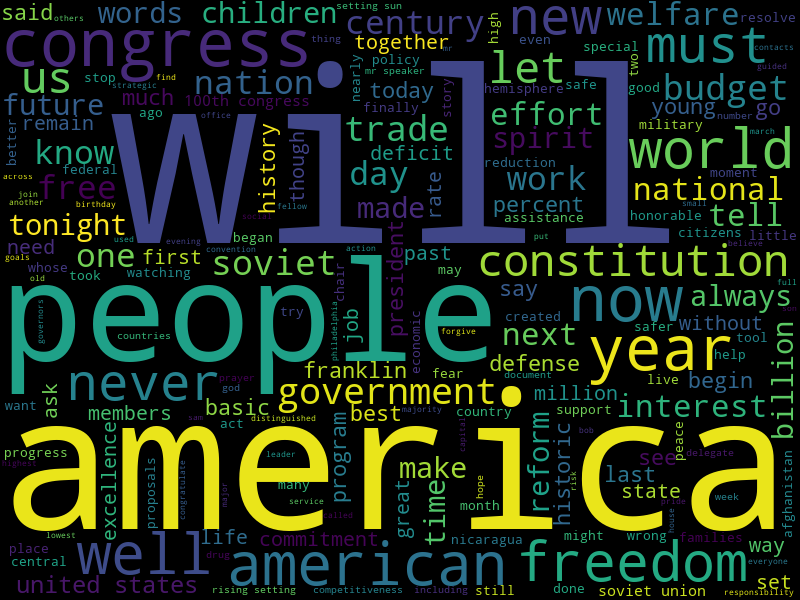 said others setting sun
words children century new welfare resolve
congress thing together even high special two contacts
policy mr speaker nearly mr must guided
us stop strategic find let hemisphere safe good
nation today
future much 100th congress story effort budget
remain ago finally office military young number go
better know federal trade spirit march
history though deficit world
free day reduction work moment
across birthday join another fellow social made rate percent national small
tonight will assistance honorable tell
need used evening began president put citizens little
goals one first convention soviet past constitution believe
whose old took watching action chair may say always full
people try created now without son
governors countries philadelphia job economic forgive next safer tool
never prayer god franklin fear document defense year help
want ask government million live begin
members basic sam distinguished best majority country support interest billion
excellence act america capital peace
progress proposals congratulate leader program make reform historic bob last see delegate
highest major many great time hope risk state week afghanistan
service month pride
lowest called house
place life commitment nicaragua might wrong families way
central well drug american freedom everyone
united states rising setting competitiveness including still done soviet union set responsibility